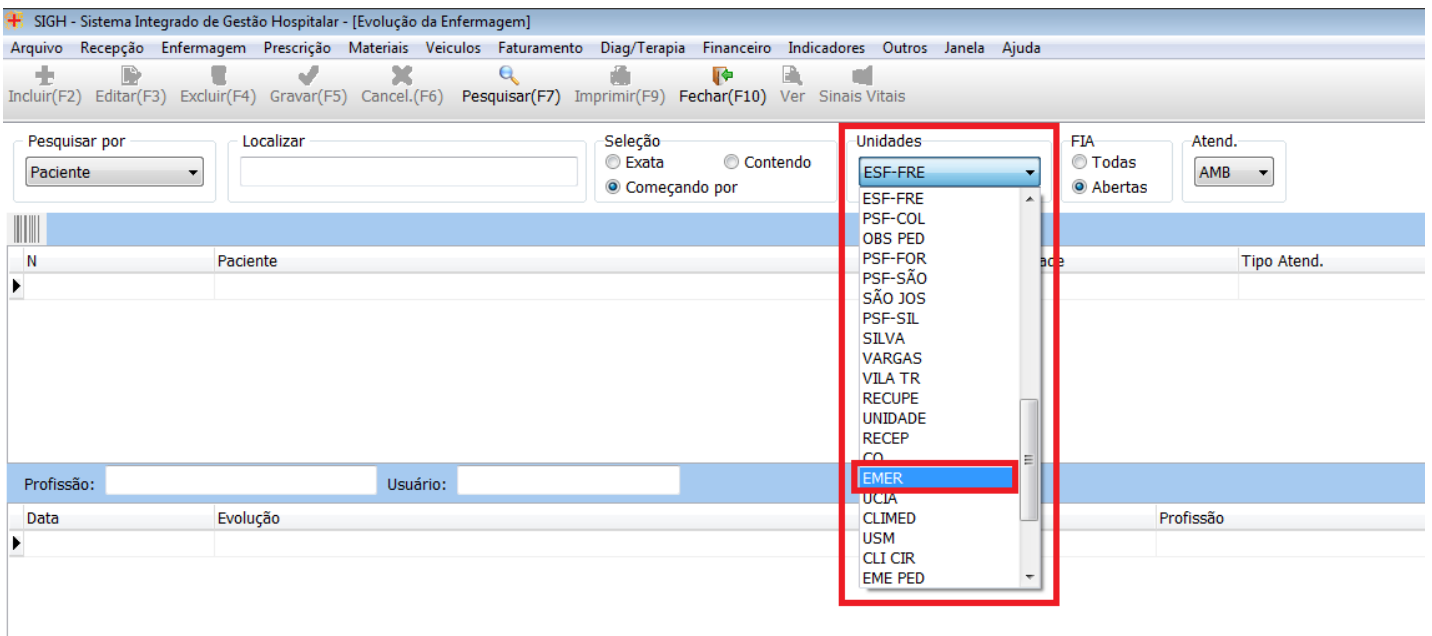 SIGH - Sistema Integrado de Gestão Hospitalar - [Evolução da Enfermagem]
Arquivo Recepção Enfermagem Prescrição Materiais Veiculos Faturamento Diag/Terapia Financeiro Indicadores Outros Janela Ajuda
Incluir(F2) Editar(F3) Excluir(F4) Gravar(F5) Cancel.(F6) Pesquisar(F7) Imprimir(F9) Fechar(F10) Ver Sinais Vitais
Pesquisar por Localizar Seleção Unidades FIA Atend.
Exata Contendo Todas
Paciente ESF-FRE AMB
Começando por Abertas
ESF-FRE
PSF-COL
OBS PED
N Paciente PSF-FOR Tipo Atend.
PSF-SÃO
SÃO JOS
PSF-SIL
SILVA
VARGAS
VILA TR
RECUPE
UNIDADE
RECEP
CO
Profissão: Usuário: EMER
UCIA
Data Evolução CLIMED Profissão
USM
CLI CIR
EME PED